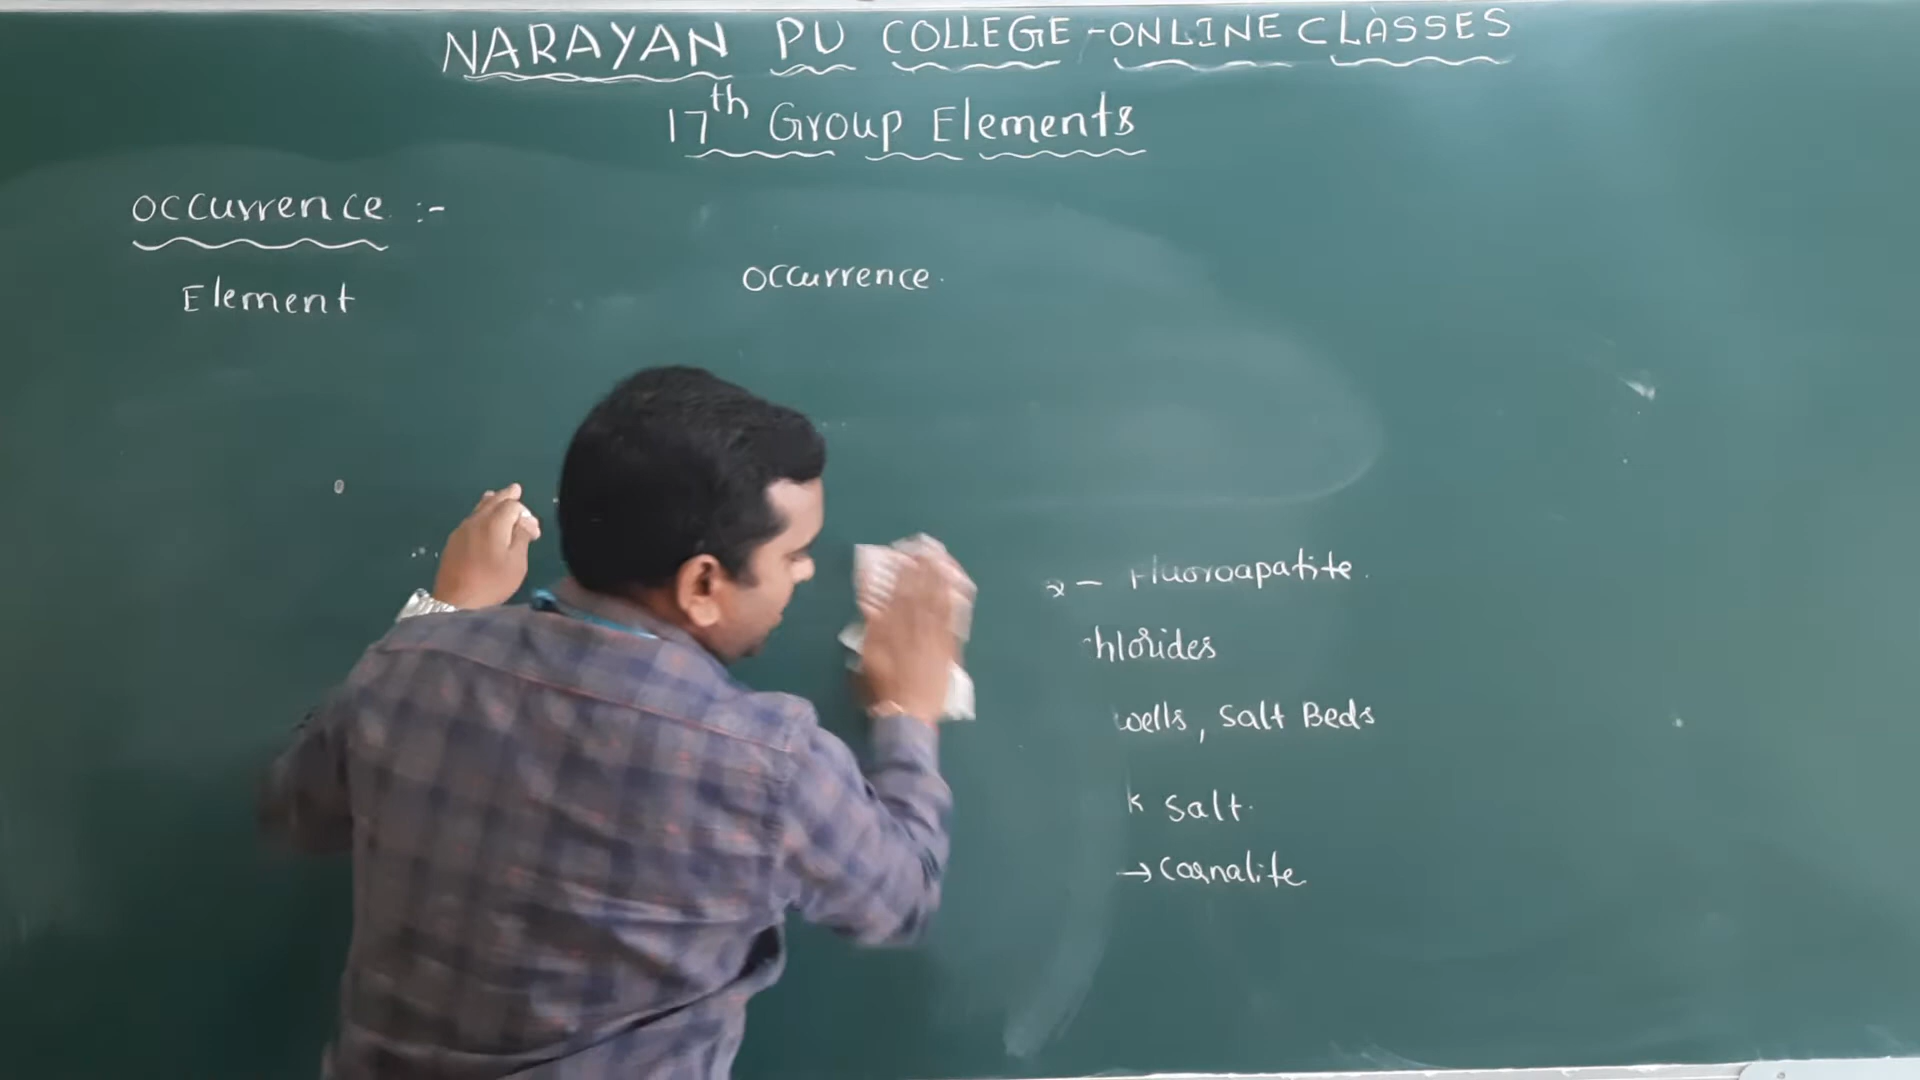 NARAYAN PU COLLEGE - ONLINE CLASSES
17th Group Elements
Occurrence :-
Element
Occurrence.
- Fluoroapatite.
hlorides
wells, Salt Beds
k Salt.
→ Carnalite